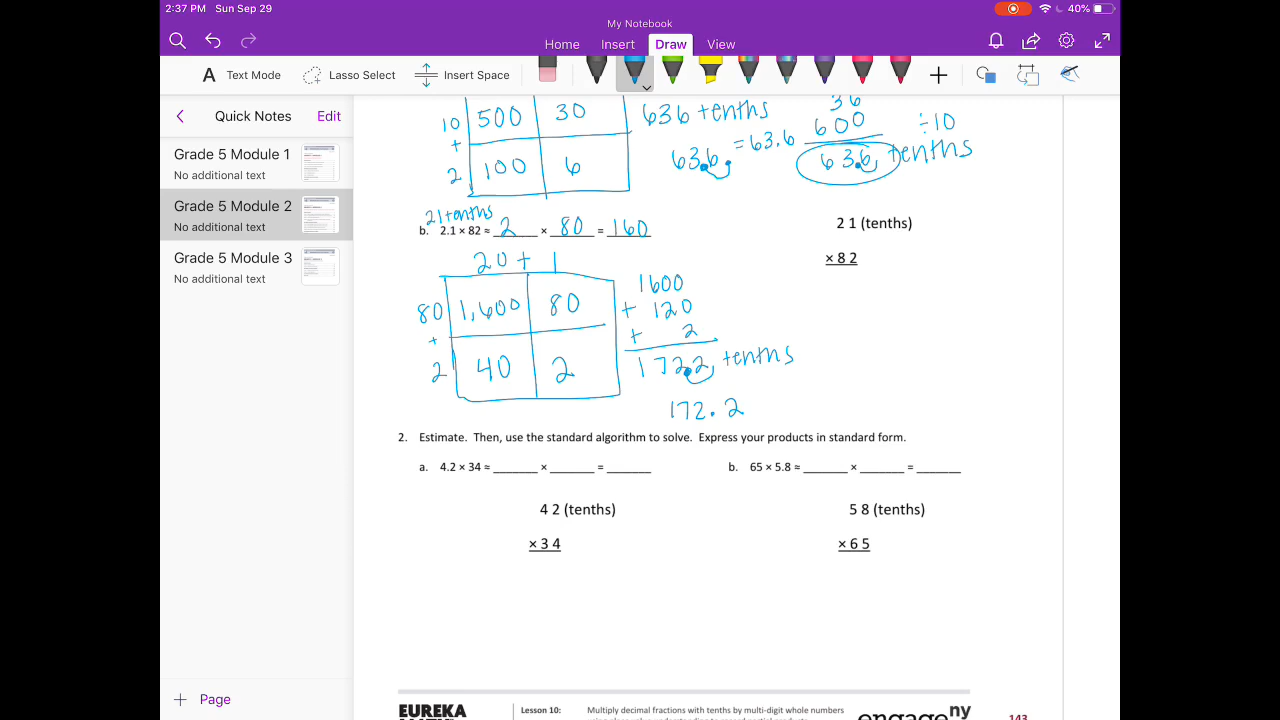 2:37 PM Sun Sep 29
40%
My Notebook
Home Insert Draw View
Text Mode Lasso Select Insert Space
Quick Notes Edit
Grade 5 Module 1
No additional text
Grade 5 Module 2
No additional text
Grade 5 Module 3
No additional text
+ Page
10 500 30
+
2 100 6
636 tenths
63.6 = 63.6
36
600
63.6 tenths
÷10
21 tenths
b. 2.1 × 82 ≈ 2 × 80 = 160
2 1 (tenths)
× 8 2
20 + 1
80 1,600 80
+
2 40 2
1600
+ 120
+ 2
172.2 tenths
172.2
2. Estimate. Then, use the standard algorithm to solve. Express your products in standard form.
a. 4.2 × 34 ≈ _______ × _______ = _______
b. 65 × 5.8 ≈ _______ × _______ = _______
4 2 (tenths)
× 3 4
5 8 (tenths)
× 6 5
EUREKA
Lesson 10: Multiply decimal fractions with tenths by multi-digit whole numbers
engageny
143